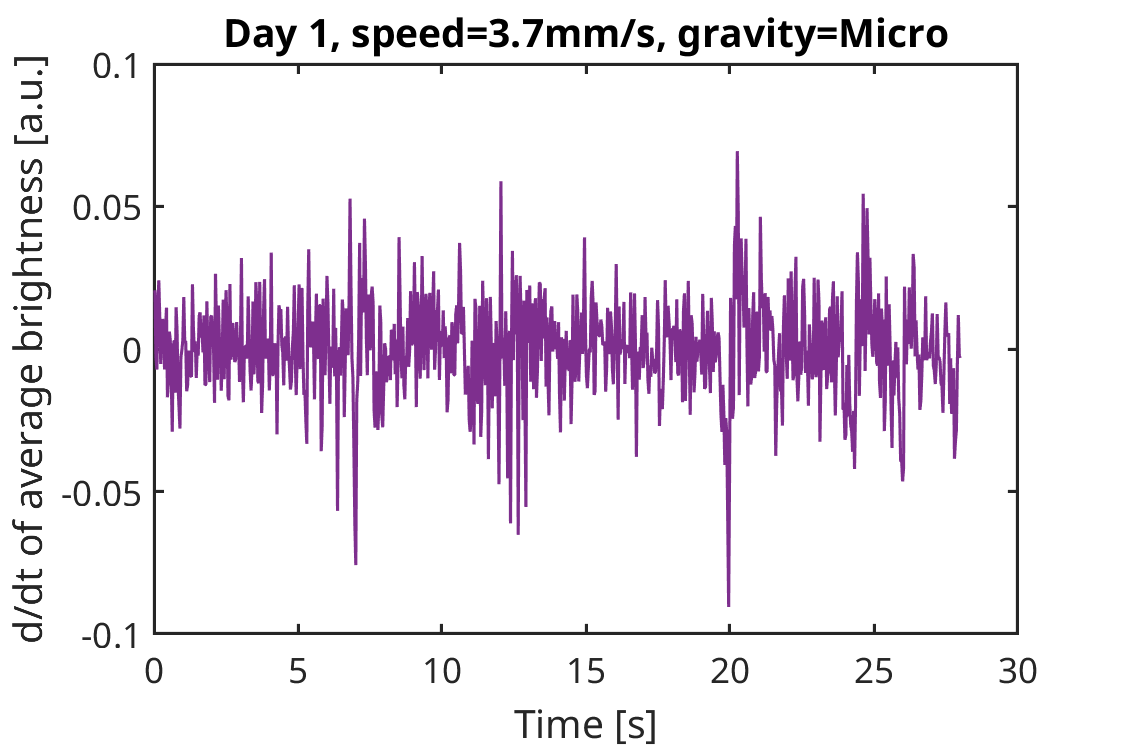 Day 1, speed=3.7mm/s, gravity=Micro
d/dt of average brightness [a.u.]
0.1
0.05
0
-0.05
-0.1
0 5 10 15 20 25 30
Time [s]